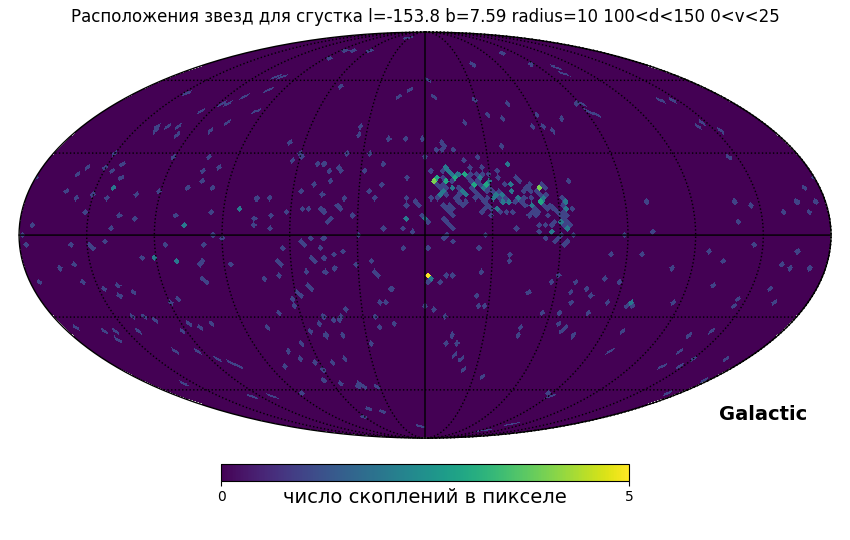 Расположения звезд для сгустка l=-153.8 b=7.59 radius=10 100<d<150 0<v<25
Galactic
0 5
число скоплений в пикселе